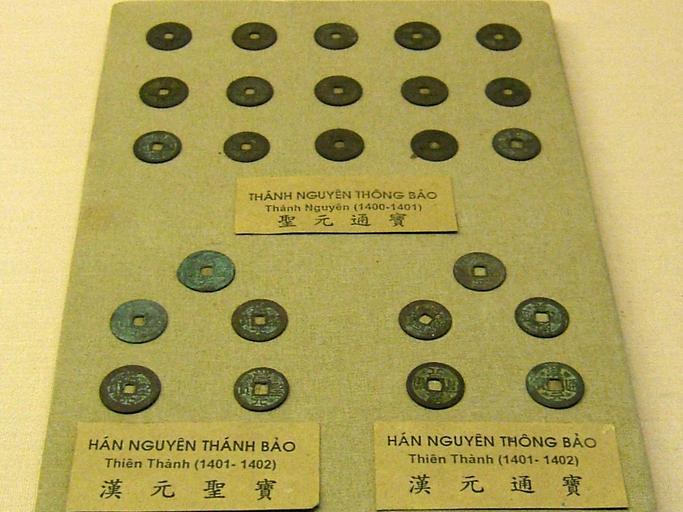 THÁNH NGUYÊN THÔNG BẢO
Thánh Nguyên (1400-1401)
聖 元 通 寶
HÁN NGUYÊN THÁNH BẢO
Thiên Thành (1401- 1402)
漢 元 聖 寶
HÁN NGUYÊN THÔNG BẢO
Thiên Thành (1401- 1402)
漢 元 通 寶